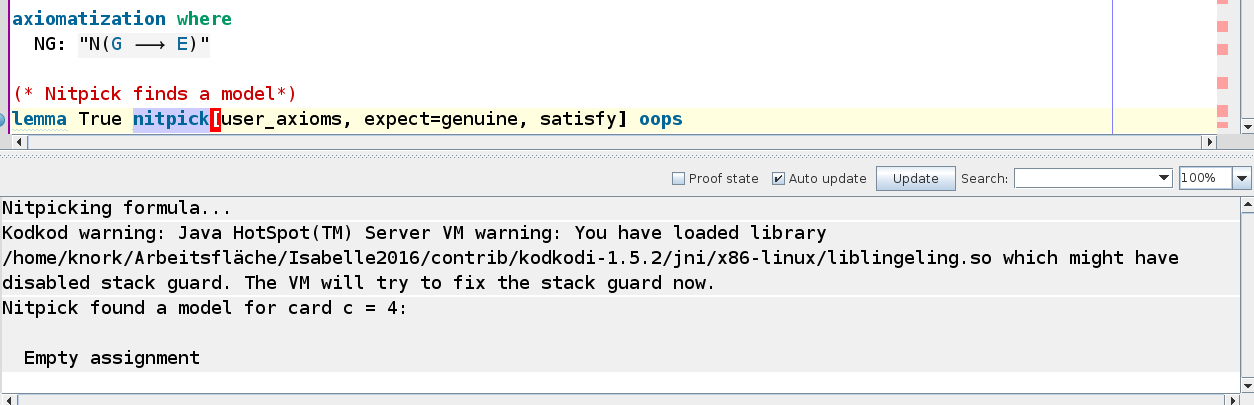 axiomatization where
NG: "N(G ⟶ E)"
(* Nitpick finds a model*)
lemma True nitpick[user_axioms, expect=genuine, satisfy] oops
Proof state Auto update Update Search: 100%
Nitpicking formula...
Kodkod warning: Java HotSpot(TM) Server VM warning: You have loaded library
/home/knork/Arbeitsfläche/Isabelle2016/contrib/kodkodi-1.5.2/jni/x86-linux/liblingeling.so which might have
disabled stack guard. The VM will try to fix the stack guard now.
Nitpick found a model for card c = 4:
Empty assignment